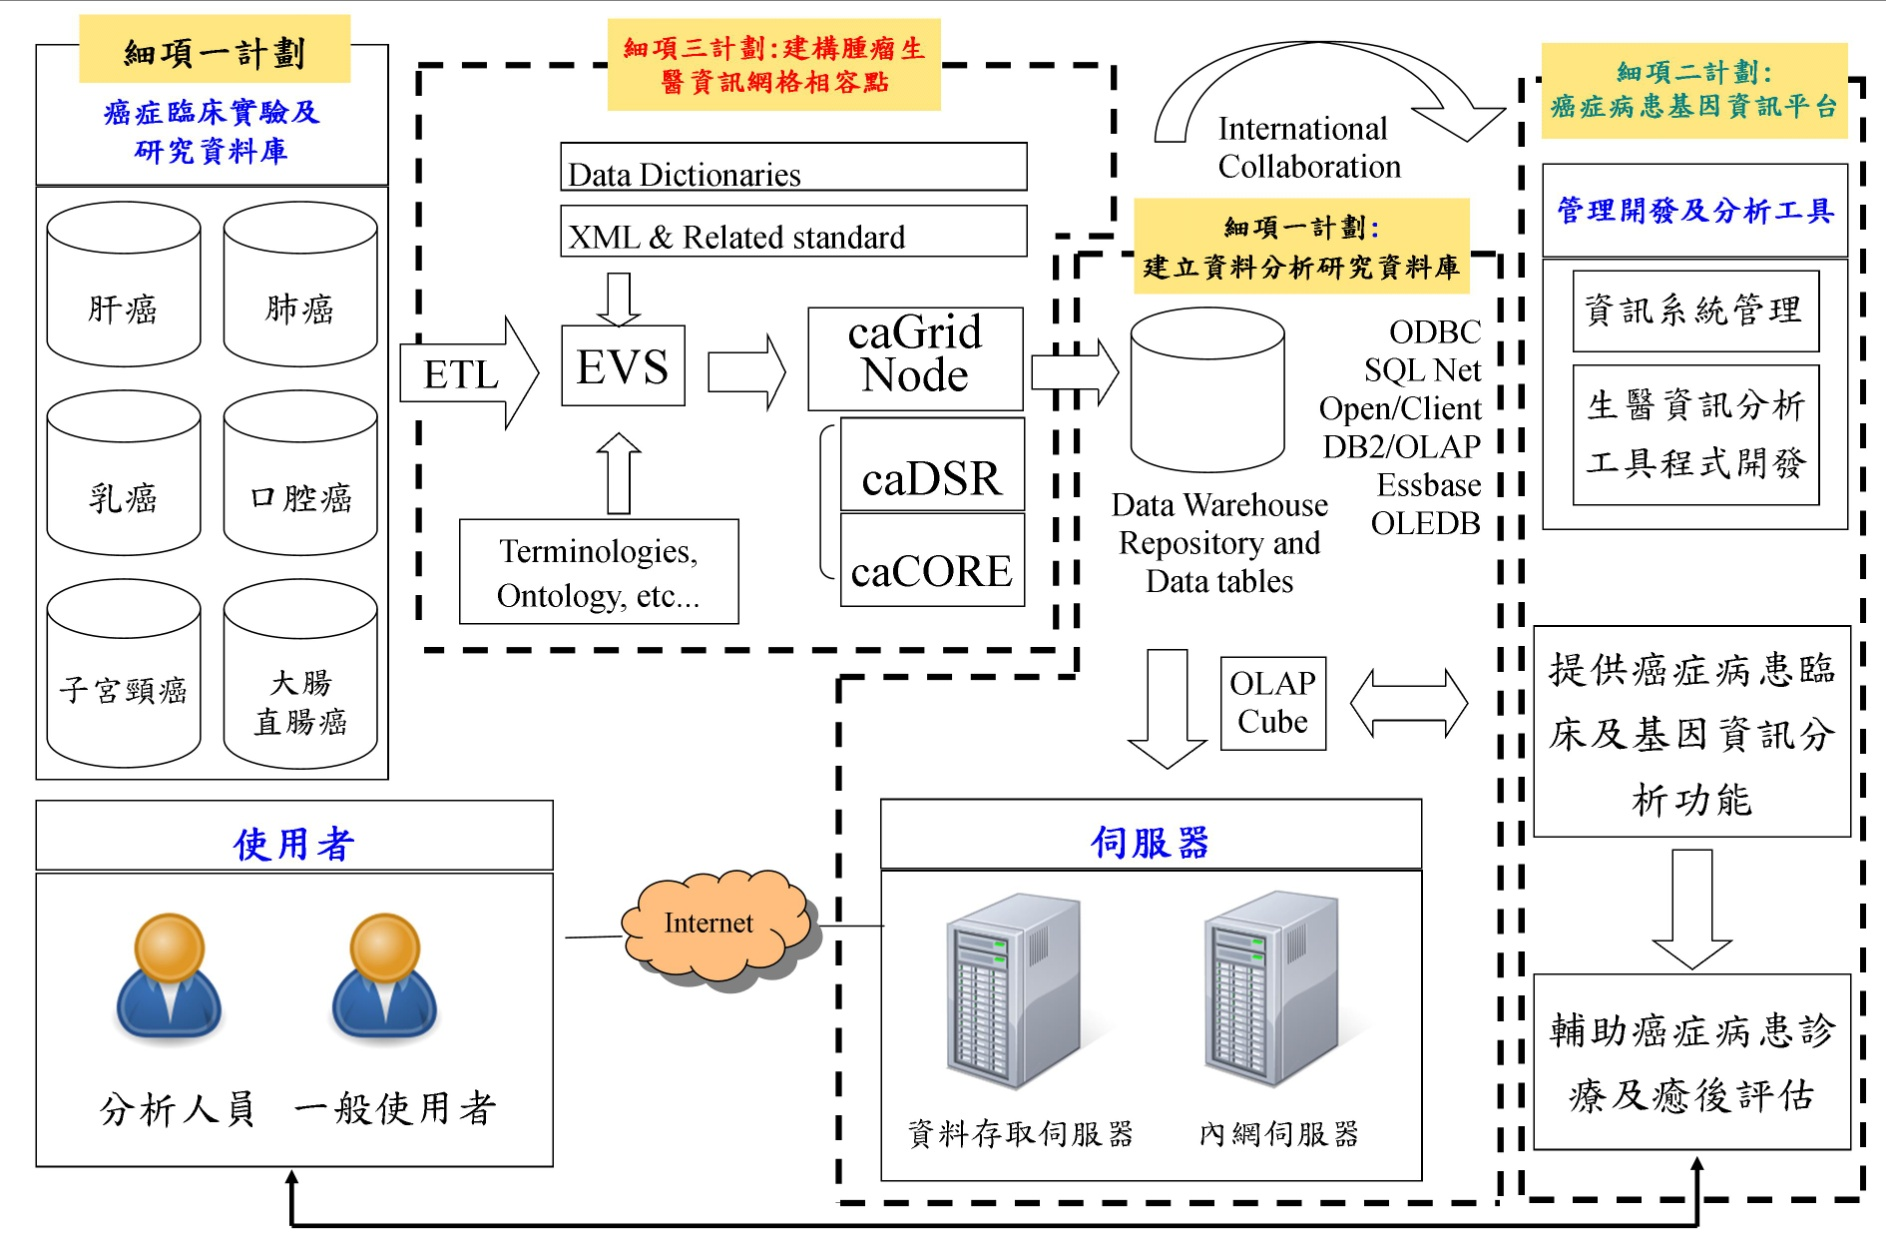 細項一計劃
癌症臨床實驗及
研究資料庫
肝癌
肺癌
乳癌
口腔癌
子宮頸癌
大腸
直腸癌
細項三計劃:建構腫瘤生
醫資訊網格相容點
Data Dictionaries
XML & Related standard
ETL
EVS
Terminologies,
Ontology, etc...
caGrid
Node
caDSR
caCORE
International
Collaboration
細項一計劃:
建立資料分析研究資料庫
ODBC
SQL Net
Open/Client
DB2/OLAP
Essbase
OLEDB
Data Warehouse
Repository and
Data tables
OLAP
Cube
細項二計劃:
癌症病患基因資訊平台
管理開發及分析工具
資訊系統管理
生醫資訊分析
工具程式開發
提供癌症病患臨
床及基因資訊分
析功能
輔助癌症病患診
療及癒後評估
使用者
分析人員
一般使用者
Internet
伺服器
資料存取伺服器
內網伺服器